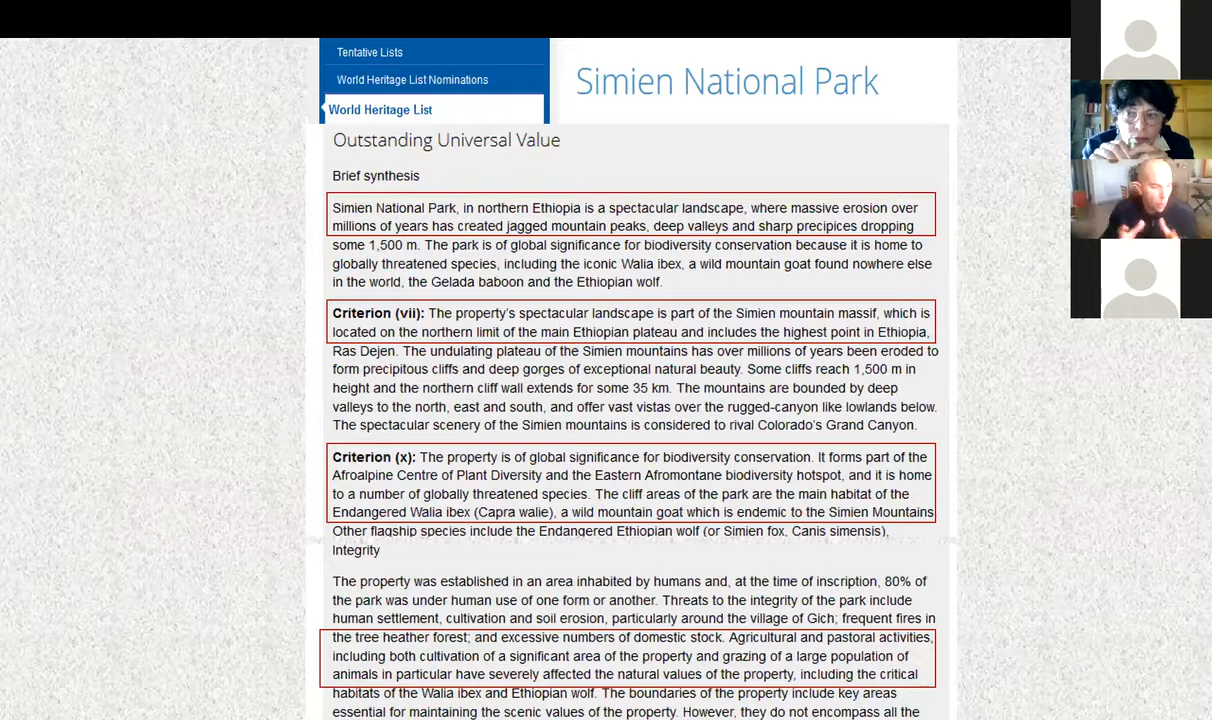 Tentative Lists
World Heritage List Nominations
World Heritage List
Simien National Park
Outstanding Universal Value
Brief synthesis
Simien National Park, in northern Ethiopia is a spectacular landscape, where massive erosion over
millions of years has created jagged mountain peaks, deep valleys and sharp precipices dropping
some 1,500 m. The park is of global significance for biodiversity conservation because it is home to
globally threatened species, including the iconic Walia ibex, a wild mountain goat found nowhere else
in the world, the Gelada baboon and the Ethiopian wolf.
Criterion (vii): The property's spectacular landscape is part of the Simien mountain massif, which is
located on the northern limit of the main Ethiopian plateau and includes the highest point in Ethiopia,
Ras Dejen. The undulating plateau of the Simien mountains has over millions of years been eroded to
form precipitous cliffs and deep gorges of exceptional natural beauty. Some cliffs reach 1,500 m in
height and the northern cliff wall extends for some 35 km. The mountains are bounded by deep
valleys to the north, east and south, and offer vast vistas over the rugged-canyon like lowlands below.
The spectacular scenery of the Simien mountains is considered to rival Colorado's Grand Canyon.
Criterion (x): The property is of global significance for biodiversity conservation. It forms part of the
Afroalpine Centre of Plant Diversity and the Eastern Afromontane biodiversity hotspot, and it is home
to a number of globally threatened species. The cliff areas of the park are the main habitat of the
Endangered Walia ibex (Capra walie), a wild mountain goat which is endemic to the Simien Mountains
Other flagship species include the Endangered Ethiopian wolf (or Simien fox, Canis simensis),
Integrity
The property was established in an area inhabited by humans and, at the time of inscription, 80% of
the park was under human use of one form or another. Threats to the integrity of the park include
human settlement, cultivation and soil erosion, particularly around the village of Gich; frequent fires in
the tree heather forest; and excessive numbers of domestic stock. Agricultural and pastoral activities,
including both cultivation of a significant area of the property and grazing of a large population of
animals in particular have severely affected the natural values of the property, including the critical
habitats of the Walia ibex and Ethiopian wolf. The boundaries of the property include key areas
essential for maintaining the scenic values of the property. However, they do not encompass all the